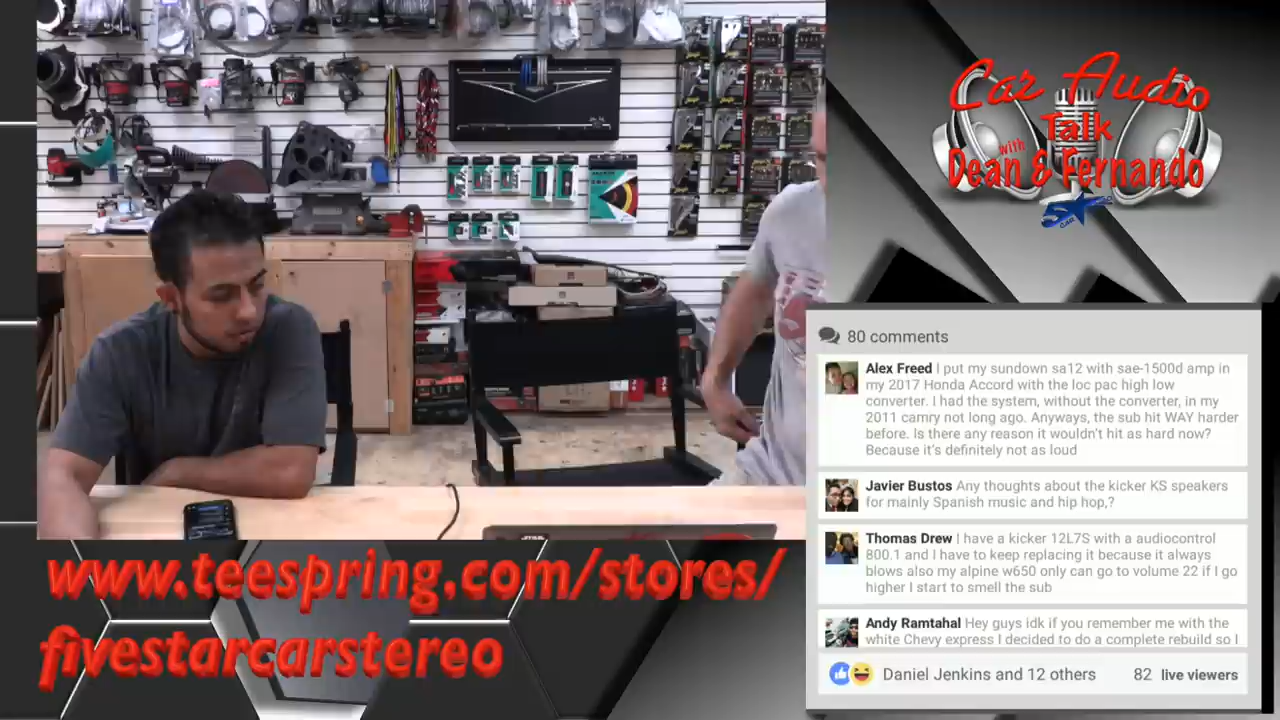 Car Audio
Talk
with
Dean & Fernando
80 comments
Alex Freed I put my sundown sa12 with sae-1500d amp in
my 2017 Honda Accord with the loc pac high low
converter. I had the system, without the converter, in my
2011 camry not long ago. Anyways, the sub hit WAY harder
before. Is there any reason it wouldn't hit as hard now?
Because it's definitely not as loud
Javier Bustos Any thoughts about the kicker KS speakers
for mainly Spanish music and hip hop,?
Thomas Drew I have a kicker 12L7S with a audiocontrol
800.1 and I have to keep replacing it because it always
blows also my alpine w650 only can go to volume 22 if I go
higher I start to smell the sub
Andy Ramtahal Hey guys idk if you remember me with the
white Chevy express I decided to do a complete rebuild so I
Daniel Jenkins and 12 others 82 live viewers
www.teespring.com/stores/
fivestarcarstereo